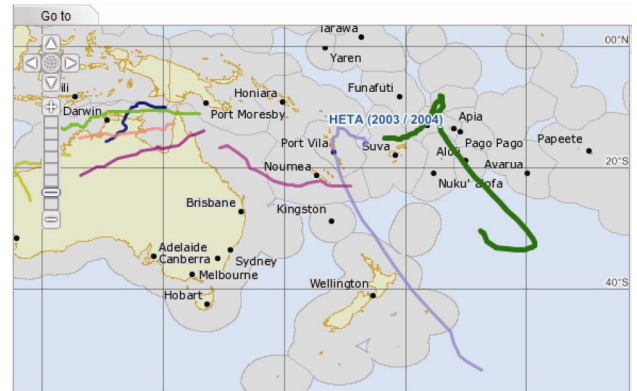 Go to
Tarawa
00°N
Yaren
ili
Funafuti
Honiara
Darwin
Port Moresby
HETA (2003 / 2004)
Apia
Port Vila
Suva
Pago Pago
Papeete
Alofi
Noumea
Avarua
20°S
Nuku' alofa
Brisbane
Kingston
Adelaide
Canberra
Sydney
Melbourne
Wellington
40°S
Hobart